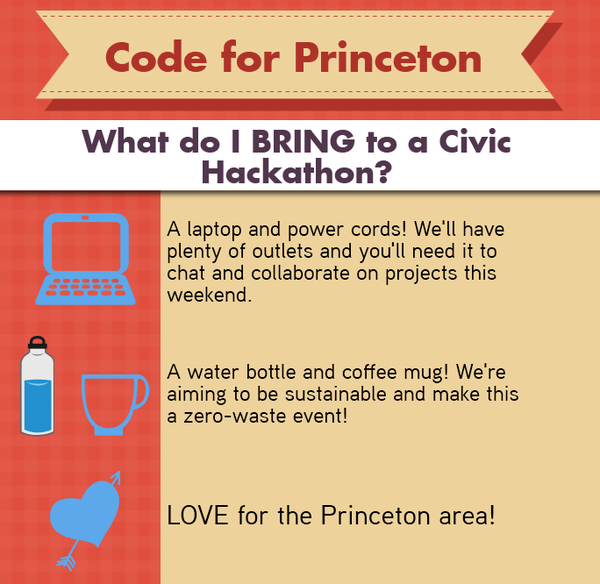 Code for Princeton
What do I BRING to a Civic
Hackathon?
A laptop and power cords! We'll have
plenty of outlets and you'll need it to
chat and collaborate on projects this
weekend.
A water bottle and coffee mug! We're
aiming to be sustainable and make this
a zero-waste event!
LOVE for the Princeton area!